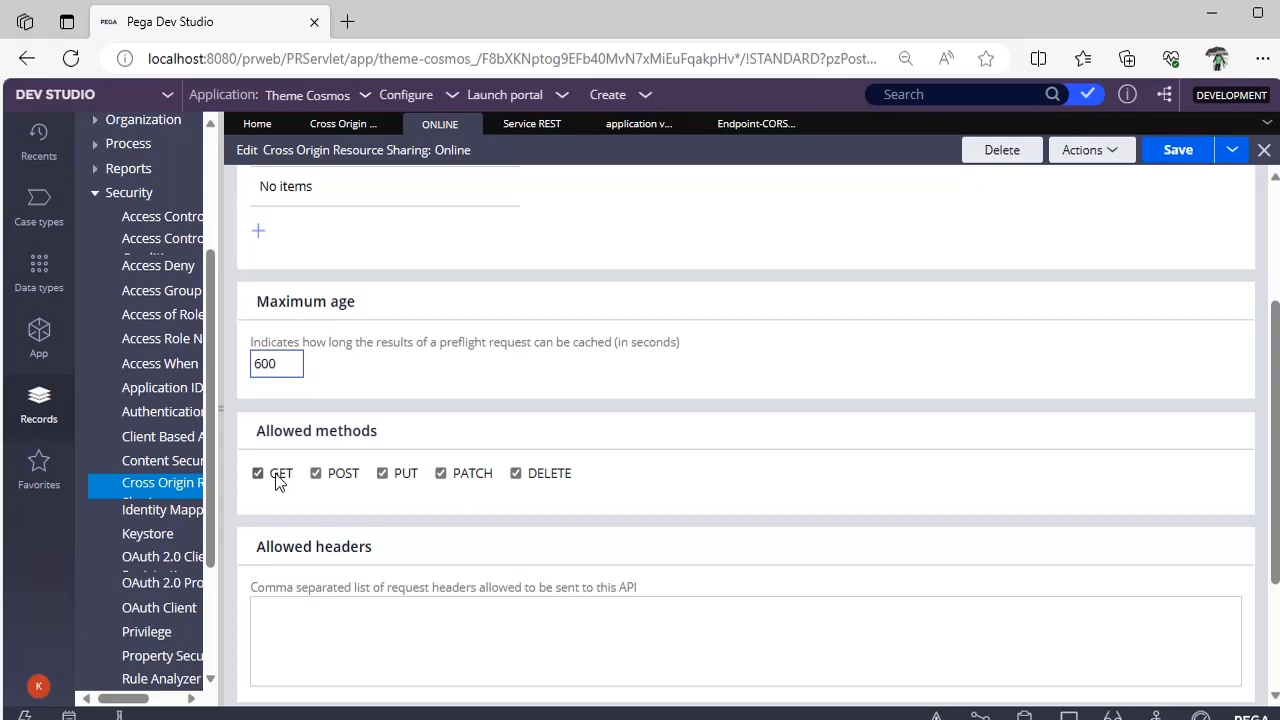 PEGA Pega Dev Studio
localhost:8080/prweb/PRServlet/app/theme-cosmos_/F8bXKNptog9EFb40MvN7xMiEuFqakpHv*/!STANDARD?pzPost...
DEV STUDIO Application: Theme Cosmos Configure Launch portal Create Search DEVELOPMENT
Home Cross Origin ... ONLINE Service REST application v... Endpoint-CORS...
Edit Cross Origin Resource Sharing: Online Delete Actions Save
Recents
Case types
Data types
App
Records
Favorites
K
Organization
Process
Reports
Security
Access Contro
Access Contro
Access Deny
Access Group
Access of Role
Access Role N
Access When
Application ID
Authentication
Client Based A
Content Secur
Cross Origin R
Identity Mapp
Keystore
OAuth 2.0 Clie
OAuth 2.0 Pro
OAuth Client
Privilege
Property Secu
Rule Analyzer
No items
Maximum age
Indicates how long the results of a preflight request can be cached (in seconds)
600
Allowed methods
GET POST PUT PATCH DELETE
Allowed headers
Comma separated list of request headers allowed to be sent to this API
PEGA